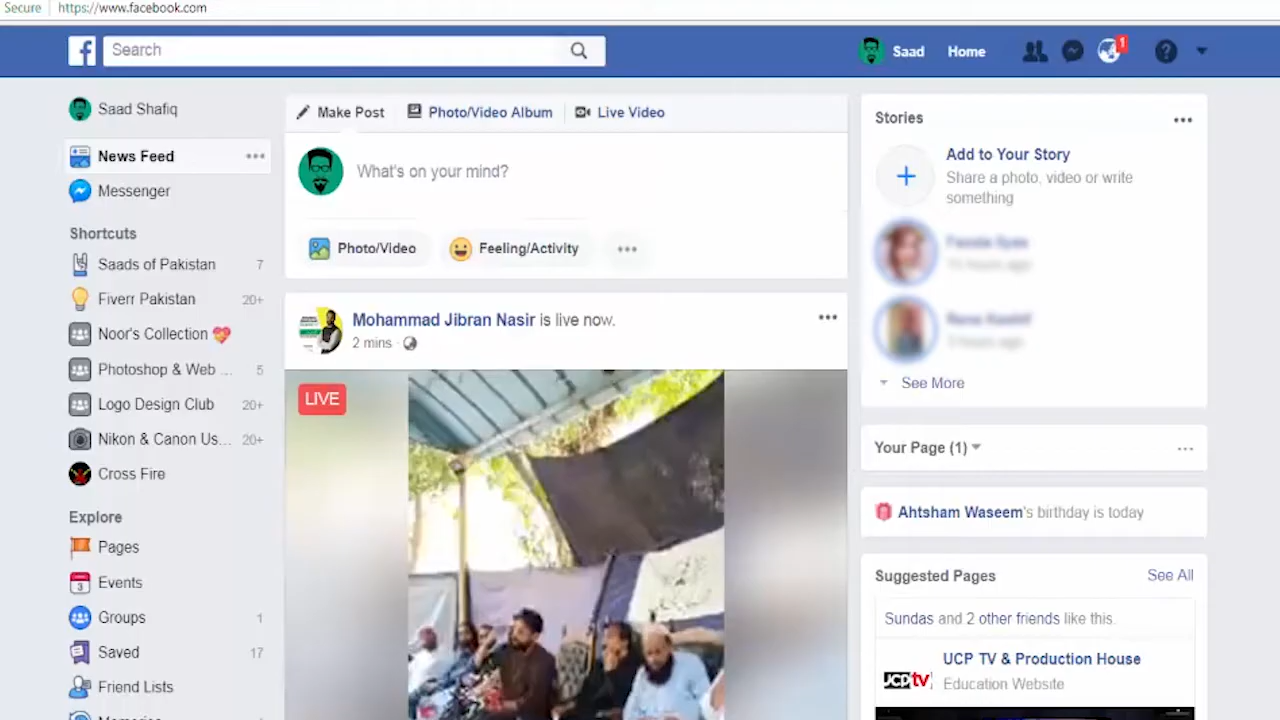 Secure https://www.facebook.com
Search
Saad Home 1
Saad Shafiq
News Feed
Messenger
Shortcuts
Saads of Pakistan 7
Fiverr Pakistan 20+
Noor's Collection 💖
Photoshop & Web ... 5
Logo Design Club 20+
Nikon & Canon Us... 20+
Cross Fire
Explore
Pages
Events
Groups 1
Saved 17
Friend Lists
Make Post Photo/Video Album Live Video
What's on your mind?
Photo/Video Feeling/Activity
Mohammad Jibran Nasir is live now.
2 mins ·
LIVE
Stories
Add to Your Story
Share a photo, video or write
something
See More
Your Page (1)
Ahtsham Waseem's birthday is today
Suggested Pages See All
Sundas and 2 other friends like this.
UCP TV & Production House
UCP tv
Education Website